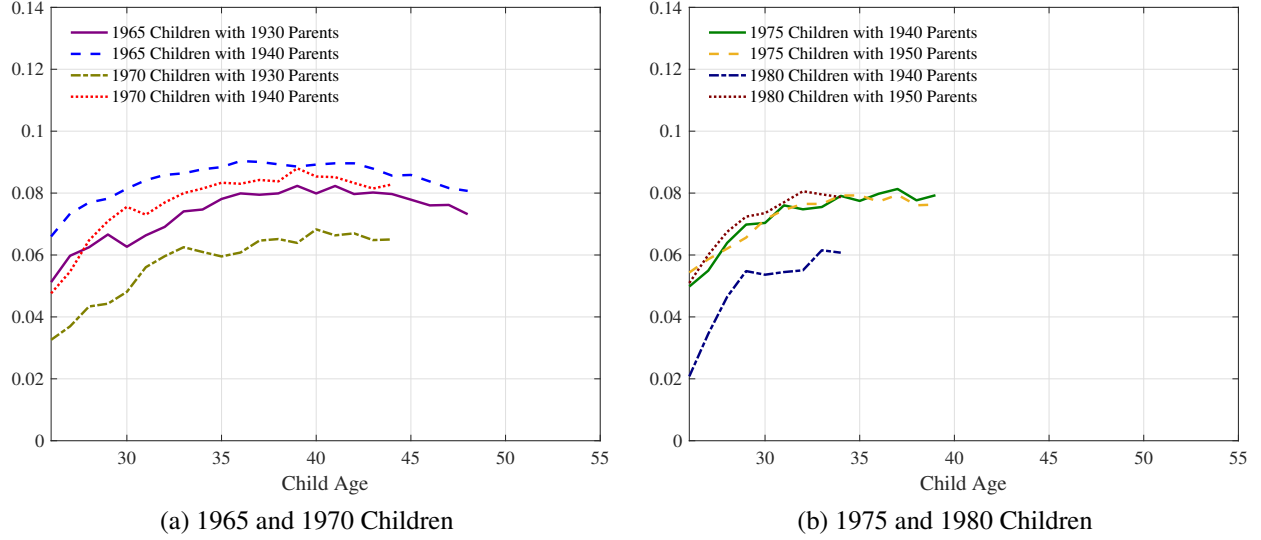 0.14
0.12
0.1
0.08
0.06
0.04
0.02
0
1965 Children with 1930 Parents
1965 Children with 1940 Parents
1970 Children with 1930 Parents
1970 Children with 1940 Parents
30 35 40 45 50 55
Child Age
(a) 1965 and 1970 Children
0.14
0.12
0.1
0.08
0.06
0.04
0.02
0
1975 Children with 1940 Parents
1975 Children with 1950 Parents
1980 Children with 1940 Parents
1980 Children with 1950 Parents
30 35 40 45 50 55
Child Age
(b) 1975 and 1980 Children